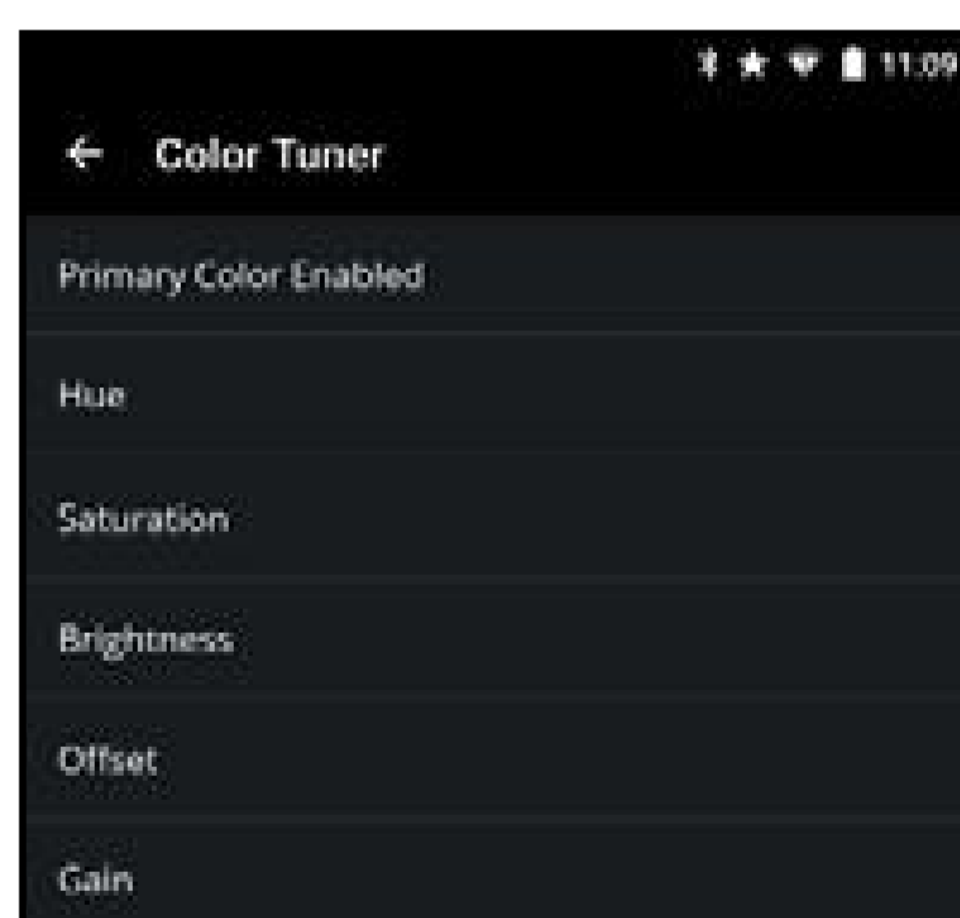 11:09
Color Tuner
Primary Color Enabled
Hue
Saturation
Brightness
Offset
Gain